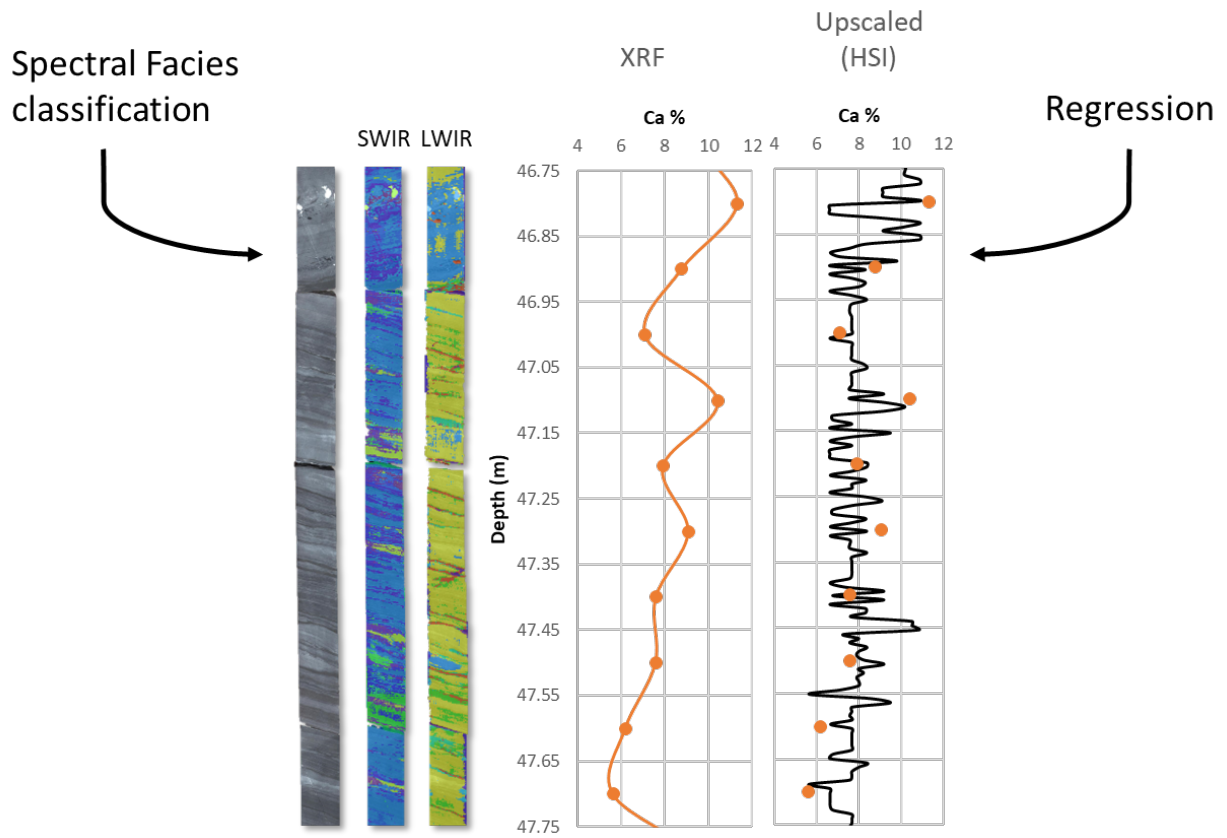 Spectral Facies
classification
SWIR LWIR
XRF
Ca %
4 6 8 10 12
Depth (m)
46.75
46.85
46.95
47.05
47.15
47.25
47.35
47.45
47.55
47.65
47.75
Upscaled
(HSI)
Ca %
4 6 8 10 12
Regression